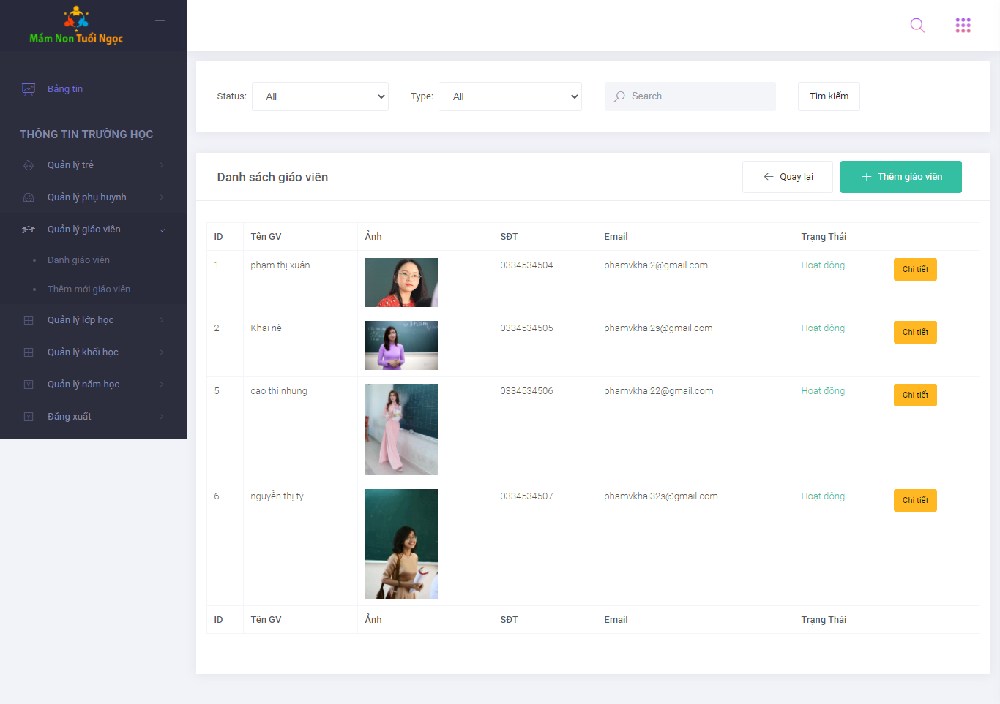 Mầm Non Tuổi Ngọc
Bảng tin
THÔNG TIN TRƯỜNG HỌC
Quản lý trẻ
Quản lý phụ huynh
Quản lý giáo viên
Danh giáo viên
Thêm mới giáo viên
Quản lý lớp học
Quản lý khối học
Quản lý năm học
Đăng xuất
Status: All Type: All Search... Tìm kiếm
Danh sách giáo viên Quay lại Thêm giáo viên
ID Tên GV Ảnh SĐT Email Trạng Thái
1 phạm thị xuân 0334534504 phamvkhai2@gmail.com Hoạt động Chi tiết
2 Khai nè 0334534505 phamvkhai2s@gmail.com Hoạt động Chi tiết
5 cao thị nhung 0334534506 phamvkhai22@gmail.com Hoạt động Chi tiết
6 nguyễn thị tý 0334534507 phamvkhai32s@gmail.com Hoạt động Chi tiết
ID Tên GV Ảnh SĐT Email Trạng Thái